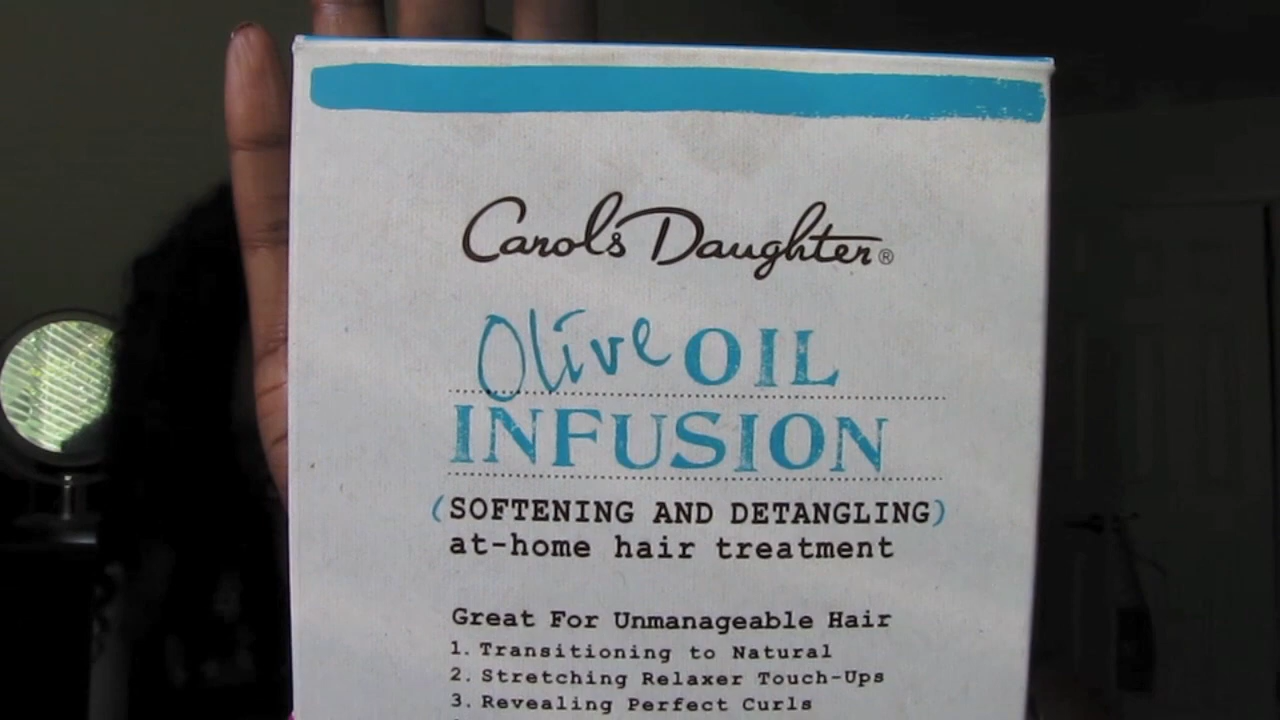 Carol's Daughter®
Olive OIL
INFUSION
(SOFTENING AND DETANGLING)
at-home hair treatment
Great For Unmanageable Hair
1. Transitioning to Natural
2. Stretching Relaxer Touch-Ups
3. Revealing Perfect Curls